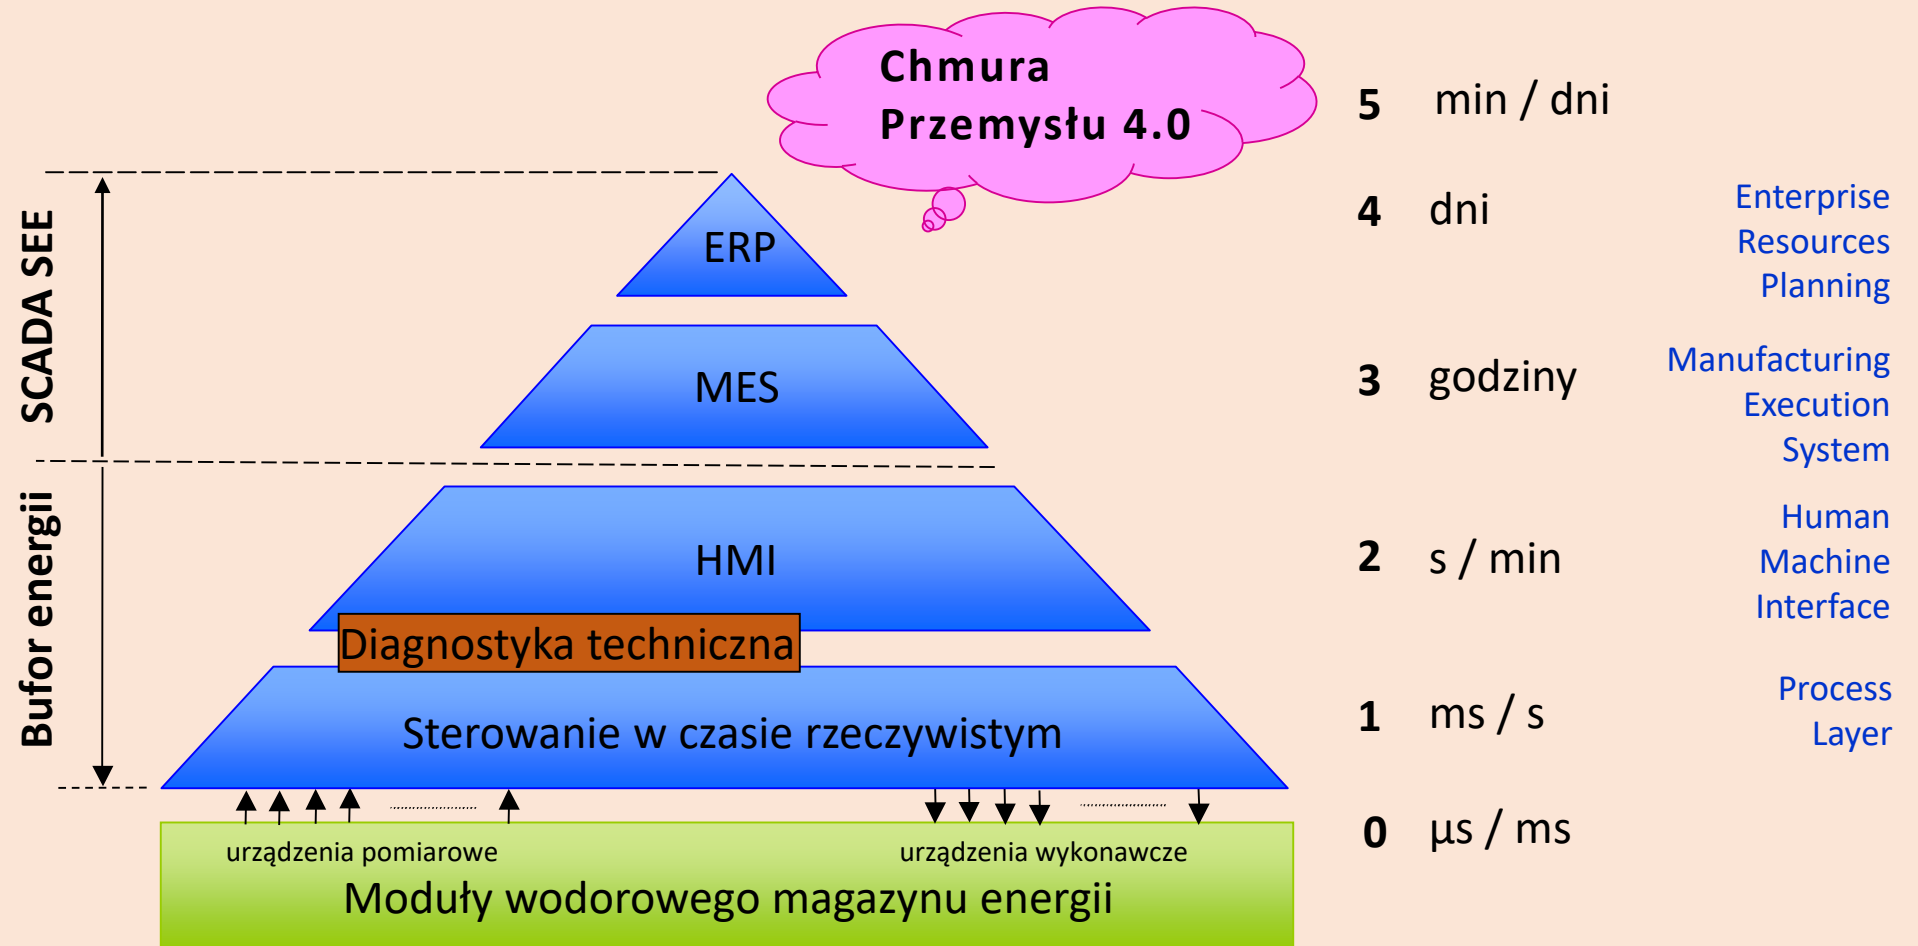 Chmura
Przemysłu 4.0
5 min / dni
SCADA SEE
ERP
4 dni
Enterprise
Resources
Planning
MES
3 godziny
Manufacturing
Execution
System
Bufor energii
HMI
2 s / min
Human
Machine
Interface
Diagnostyka techniczna
Sterowanie w czasie rzeczywistym
1 ms / s
Process
Layer
0 µs / ms
urządzenia pomiarowe
urządzenia wykonawcze
Moduły wodorowego magazynu energii